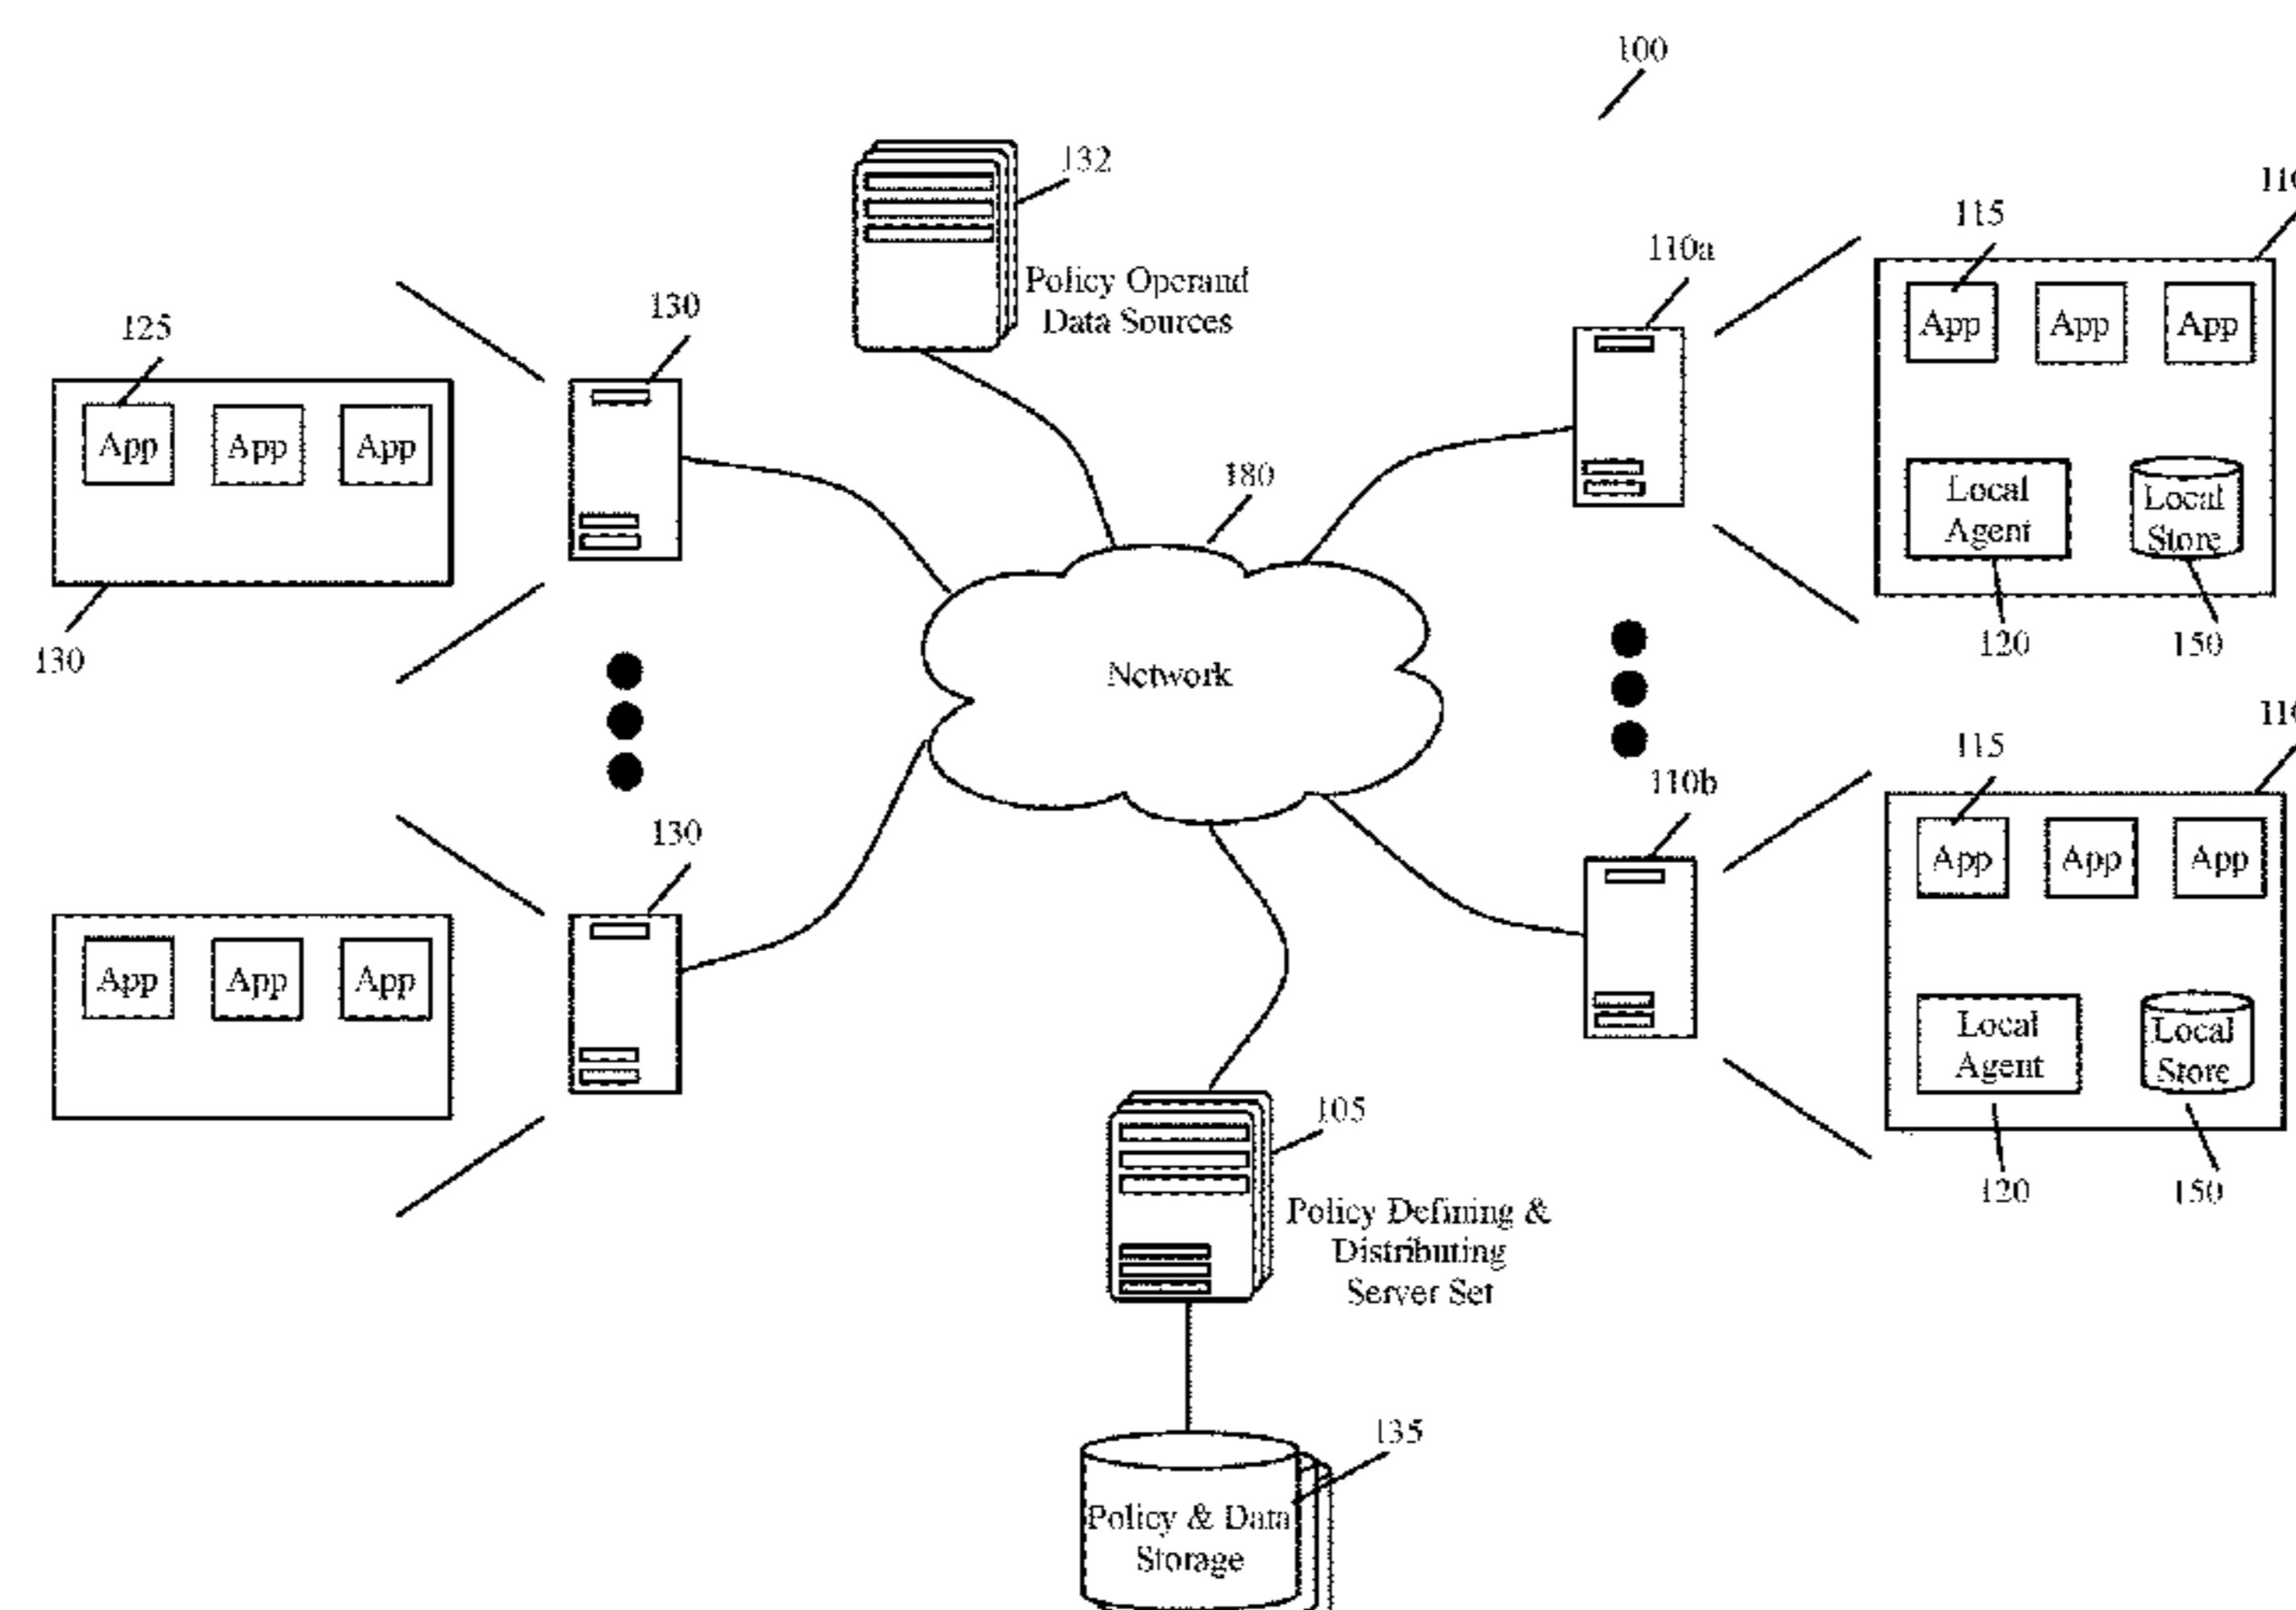 100
132
Policy Operand
Data Sources
110a
115
App
App
App
Local
Agent
Local
Store
120
150
130
125
App
App
App
130
180
Network
110b
115
App
App
App
Local
Agent
Local
Store
120
150
130
App
App
App
105
Policy Defining &
Distributing
Server Set
135
Policy & Data
Storage